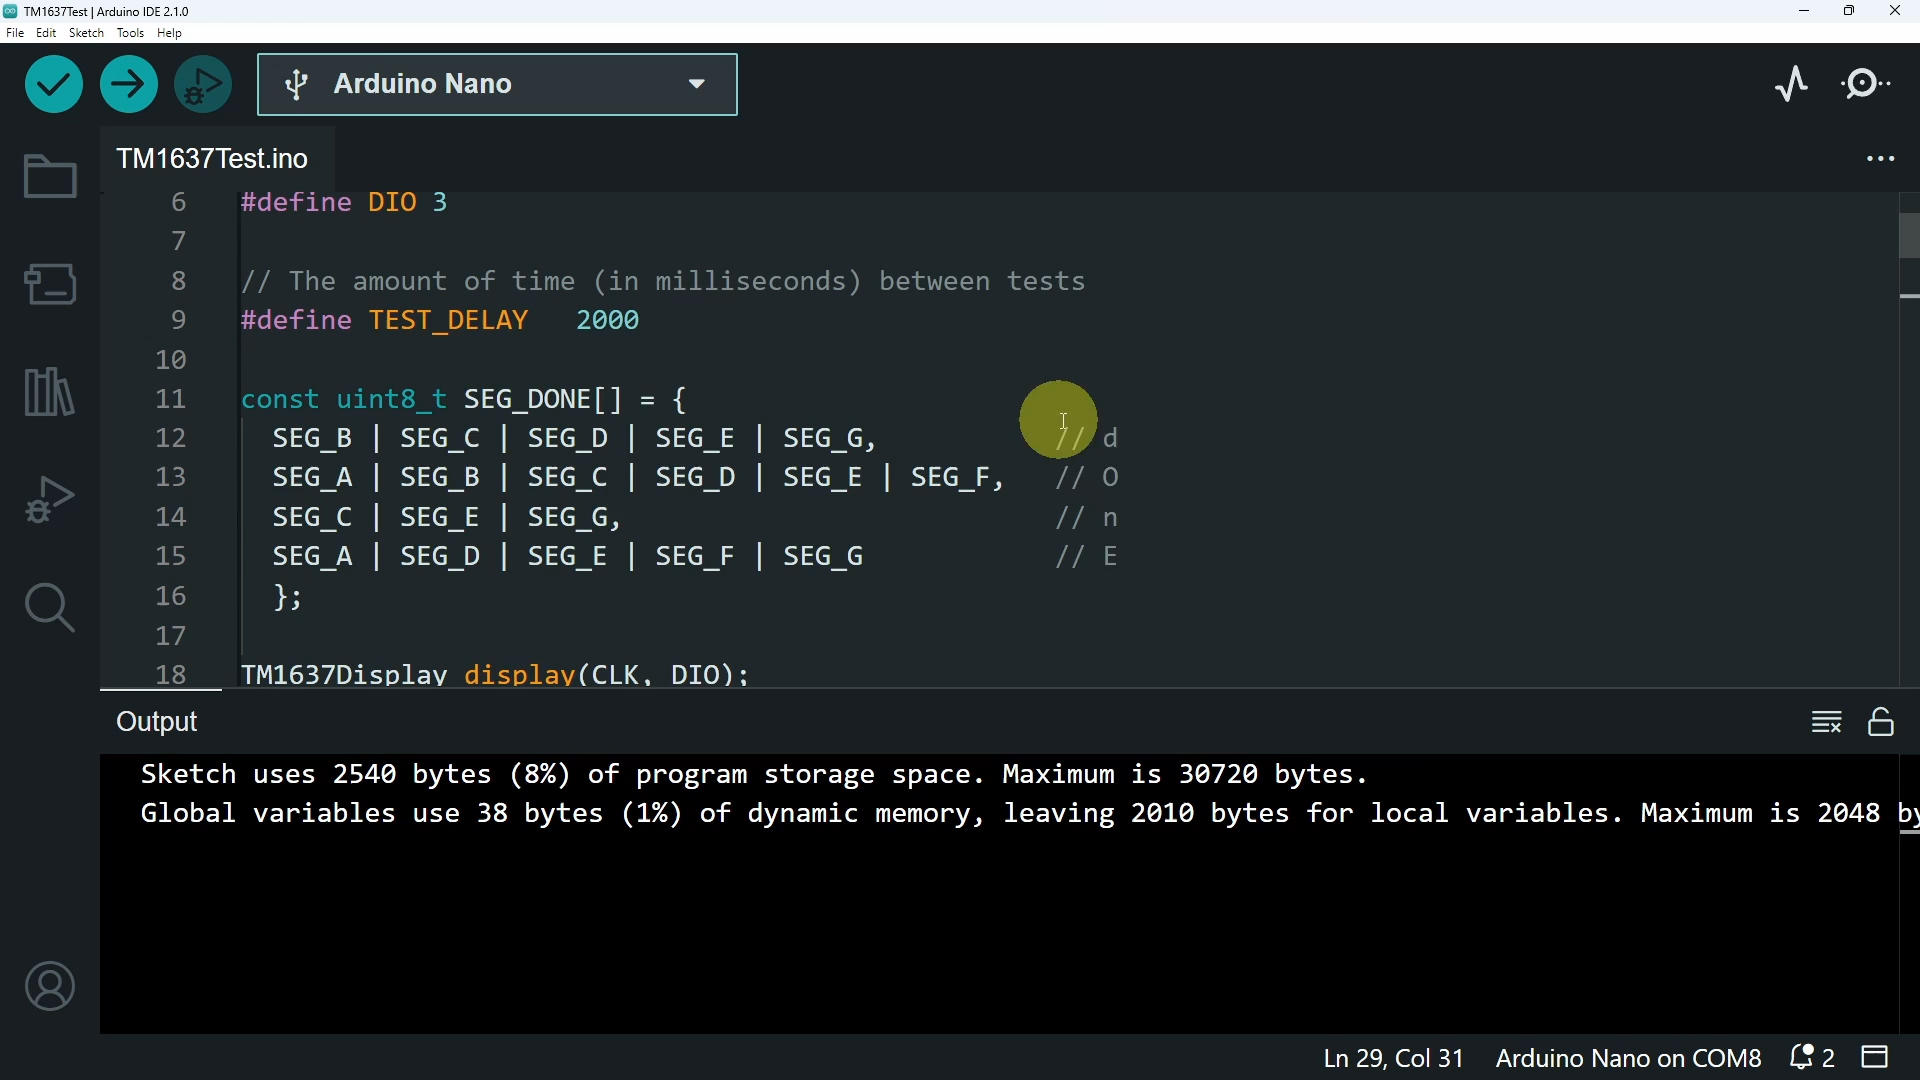 TM1637Test | Arduino IDE 2.1.0
File Edit Sketch Tools Help
Arduino Nano
TM1637Test.ino
6 #define DIO 3
7
8 // The amount of time (in milliseconds) between tests
9 #define TEST_DELAY   2000
10
11 const uint8_t SEG_DONE[] = {
12   SEG_B | SEG_C | SEG_D | SEG_E | SEG_G,           // d
13   SEG_A | SEG_B | SEG_C | SEG_D | SEG_E | SEG_F,   // O
14   SEG_C | SEG_E | SEG_G,                           // n
15   SEG_A | SEG_D | SEG_E | SEG_F | SEG_G            // E
16   };
17
18 TM1637Display display(CLK, DIO);
Output
Sketch uses 2540 bytes (8%) of program storage space. Maximum is 30720 bytes.
Global variables use 38 bytes (1%) of dynamic memory, leaving 2010 bytes for local variables. Maximum is 2048 by
Ln 29, Col 31 Arduino Nano on COM8 2